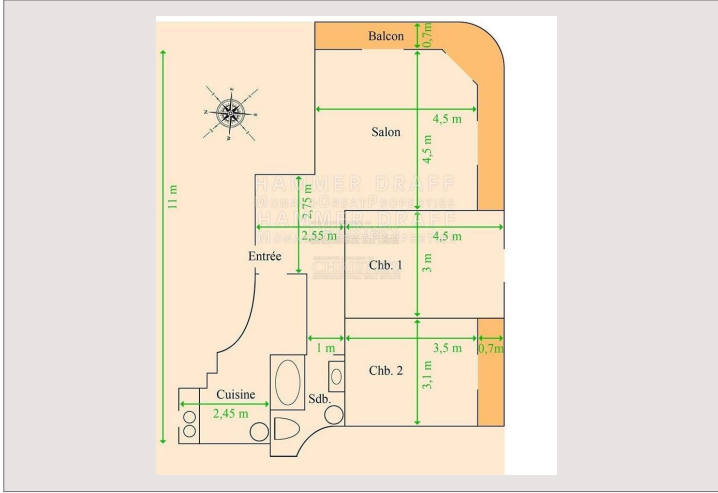 Balcon
0,7m
4,5 m
Salon
4,5 m
11 m
HAMMER DRAFF
2,75 m
HAMMER DRAFF
2,55 m
4,5 m
Entrée
Chb. 1
3 m
1 m
3,5 m
0,7m
Chb. 2
3,1 m
Cuisine
Sdb.
2,45 m